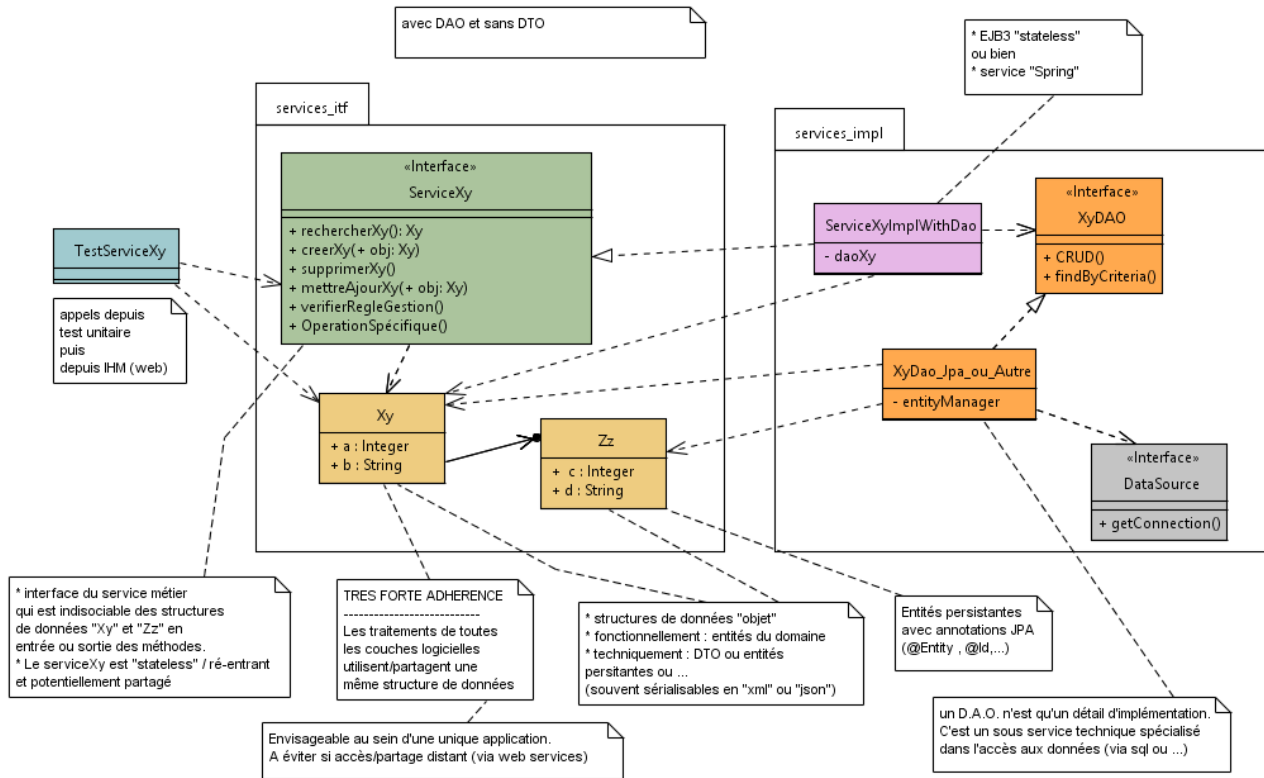 avec DAO et sans DTO
* EJB3 "stateless"
ou bien
* service "Spring"
services_itf
services_impl
«Interface»
ServiceXy
+ rechercherXy(): Xy
+ creerXy(+ obj: Xy)
+ supprimerXy()
+ mettreAjourXy(+ obj: Xy)
+ verifierRegleGestion()
+ OperationSpécifique()
TestServiceXy
appels depuis
test unitaire
puis
depuis IHM (web)
ServiceXyImplWithDao
- daoXy
«Interface»
XyDAO
+ CRUD()
+ findByCriteria()
XyDao_Jpa_ou_Autre
- entityManager
Xy
+ a : Integer
+ b : String
Zz
+ c : Integer
+ d : String
«Interface»
DataSource
+ getConnection()
* interface du service métier
qui est indisociable des structures
de données "Xy" et "Zz" en
entrée ou sortie des méthodes.
* Le serviceXy est "stateless" / ré-entrant
et potentiellement partagé
TRES FORTE ADHERENCE
---------------------------
Les traitements de toutes
les couches logicielles
utilisent/partagent une
même structure de données
* structures de données "objet"
* fonctionnellement : entités du domaine
* techniquement : DTO ou entités
persitantes ou ...
(souvent sérialisables en "xml" ou "json")
Entités persistantes
avec annotations JPA
(@Entity , @Id,...)
Envisageable au sein d'une unique application.
A éviter si accès/partage distant (via web services)
un D.A.O. n'est qu'un détail d'implémentation.
C'est un sous service technique spécialisé
dans l'accès aux données (via sql ou ...)